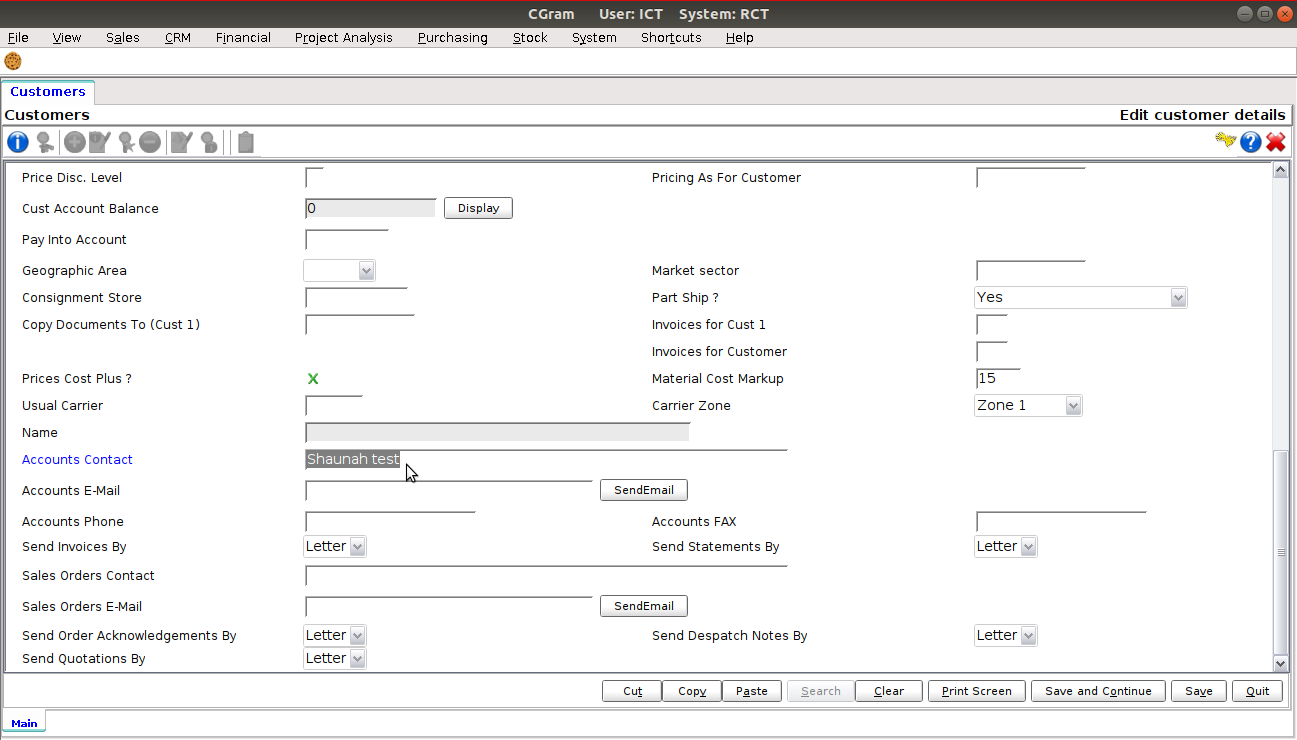 CGram User: ICT System: RCT
File View Sales CRM Financial Project Analysis Purchasing Stock System Shortcuts Help
Customers
Customers Edit customer details
Price Disc. Level Pricing As For Customer
Cust Account Balance 0 Display
Pay Into Account
Geographic Area Market sector
Consignment Store Part Ship ? Yes
Copy Documents To (Cust 1) Invoices for Cust 1
Invoices for Customer
Prices Cost Plus ? X Material Cost Markup 15
Usual Carrier Carrier Zone Zone 1
Name
Accounts Contact Shaunah test
Accounts E-Mail SendEmail
Accounts Phone Accounts FAX
Send Invoices By Letter Send Statements By Letter
Sales Orders Contact
Sales Orders E-Mail SendEmail
Send Order Acknowledgements By Letter Send Despatch Notes By Letter
Send Quotations By Letter
Cut Copy Paste Search Clear Print Screen Save and Continue Save Quit
Main